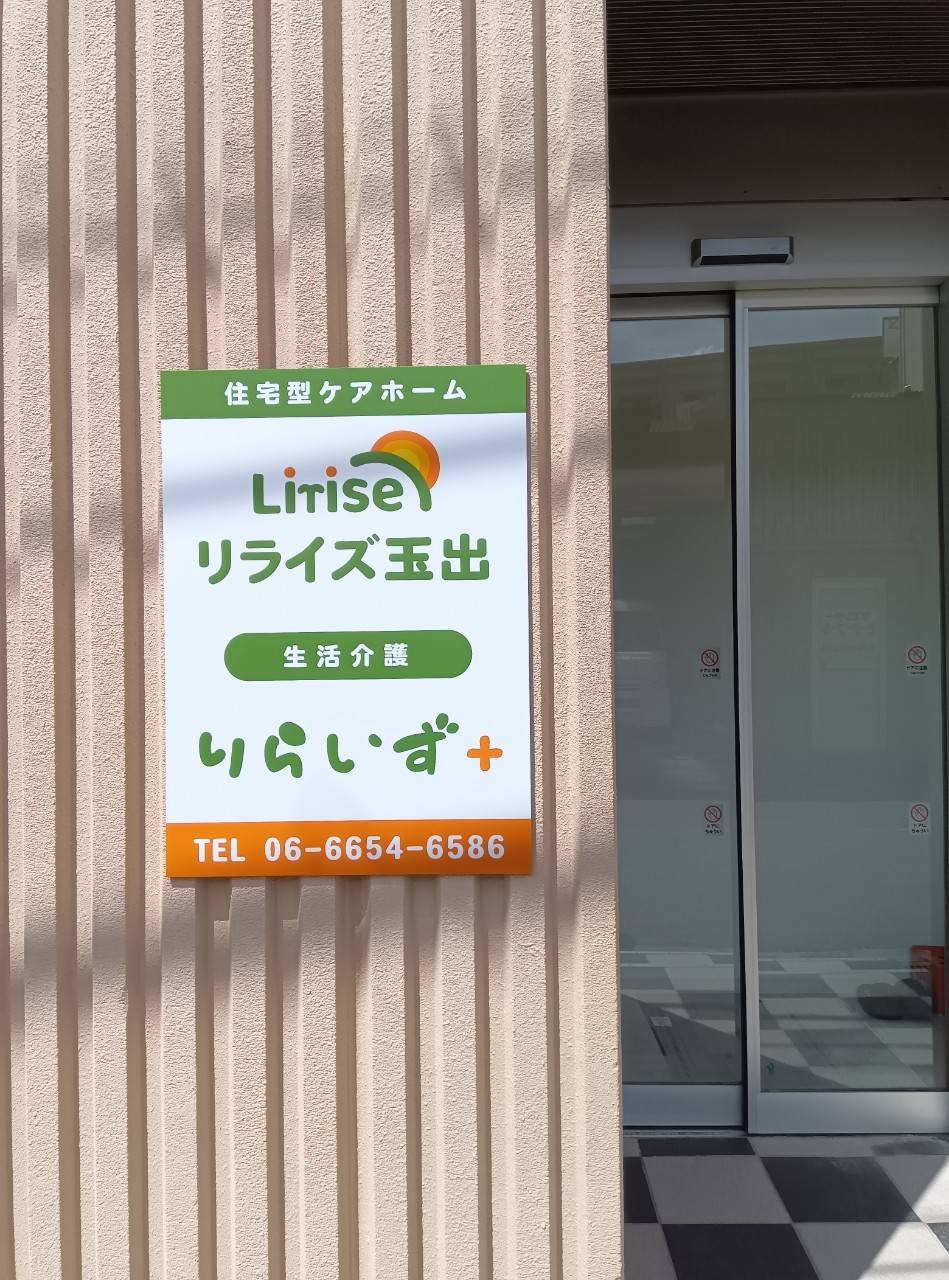 住宅型ケアホーム
Lirise
リライズ玉出
生活介護
りらいず+
TEL 06-6654-6586